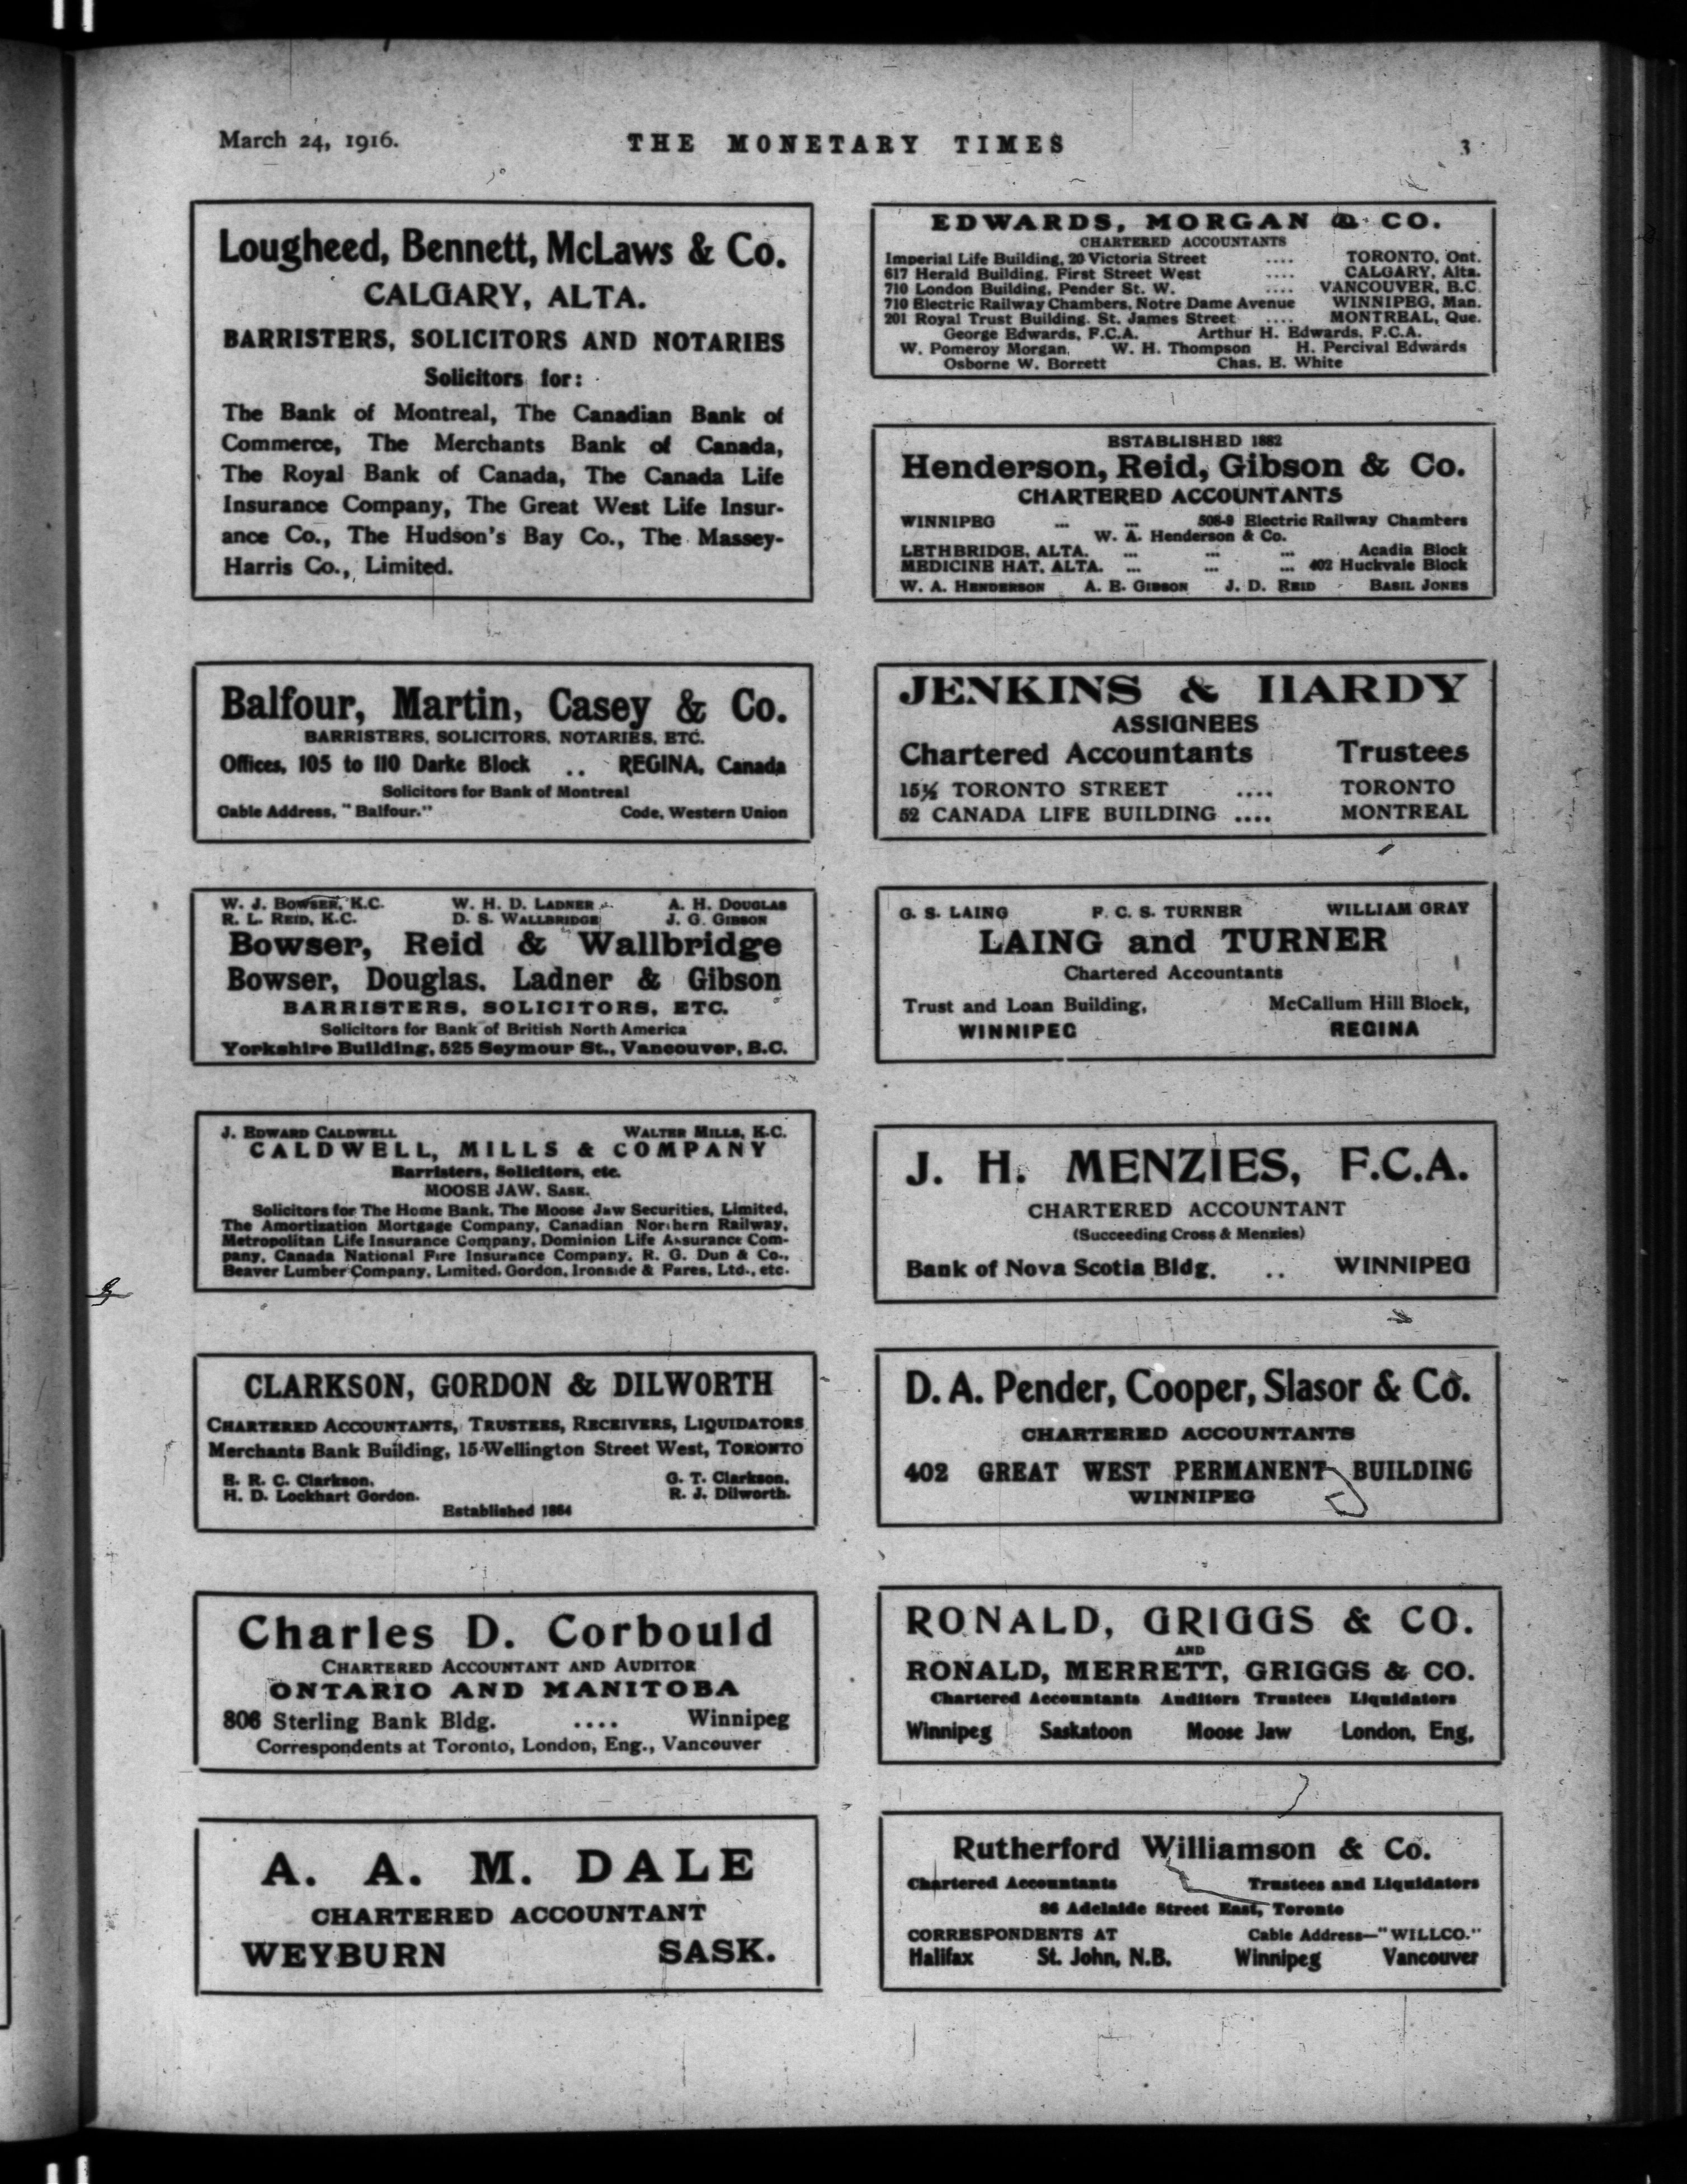 March 24, 1916.
THE MONETARY TIMES
3
Lougheed, Bennett, McLaws & Co.
CALGARY, ALTA.
BARRISTERS, SOLICITORS AND NOTARIES
Solicitors for:
The Bank of Montreal, The Canadian Bank of
Commerce, The Merchants Bank of Canada,
The Royal Bank of Canada, The Canada Life
Insurance Company, The Great West Life Insur-
ance Co., The Hudson's Bay Co., The Massey-
Harris Co., Limited.
Balfour, Martin, Casey & Co.
BARRISTERS, SOLICITORS, NOTARIES, ETC.
Offices, 105 to 110 Darke Block .. REGINA, Canada
Solicitors for Bank of Montreal
Cable Address, "Balfour." Code, Western Union
W. J. BOWSER, K.C. W. H. D. LADNER A. H. DOUGLAS
R. L. REID, K.C. D. S. WALLBRIDGE J. G. GIBSON
Bowser, Reid & Wallbridge
Bowser, Douglas, Ladner & Gibson
BARRISTERS, SOLICITORS, ETC.
Solicitors for Bank of British North America
Yorkshire Building, 525 Seymour St., Vancouver, B.C.
J. EDWARD CALDWELL WALTER MILLS, K.C.
CALDWELL, MILLS & COMPANY
Barristers, Solicitors, etc.
MOOSE JAW, SASK.
Solicitors for The Home Bank, The Moose Jaw Securities, Limited,
The Amortization Mortgage Company, Canadian Northern Railway,
Metropolitan Life Insurance Company, Dominion Life Assurance Com-
pany, Canada National Fire Insurance Company, R. G. Dun & Co.,
Beaver Lumber Company, Limited, Gordon, Ironside & Fares, Ltd., etc.
CLARKSON, GORDON & DILWORTH
CHARTERED ACCOUNTANTS, TRUSTEES, RECEIVERS, LIQUIDATORS
Merchants Bank Building, 15 Wellington Street West, TORONTO
E. R. C. Clarkson. G. T. Clarkson.
H. D. Lockhart Gordon. R. J. Dilworth.
Established 1864
Charles D. Corbould
CHARTERED ACCOUNTANT AND AUDITOR
ONTARIO AND MANITOBA
806 Sterling Bank Bldg. .... Winnipeg
Correspondents at Toronto, London, Eng., Vancouver
A. A. M. DALE
CHARTERED ACCOUNTANT
WEYBURN SASK.
EDWARDS, MORGAN & CO.
CHARTERED ACCOUNTANTS
Imperial Life Building, 20 Victoria Street .... TORONTO, Ont.
617 Herald Building, First Street West .... CALGARY, Alta.
710 London Building, Pender St. W. .... VANCOUVER, B.C.
710 Electric Railway Chambers, Notre Dame Avenue WINNIPEG, Man.
201 Royal Trust Building, St. James Street .... MONTREAL, Que.
George Edwards, F.C.A. Arthur H. Edwards, F.C.A.
W. Pomeroy Morgan, W. H. Thompson H. Percival Edwards
Osborne W. Borrett Chas. E. White
ESTABLISHED 1882
Henderson, Reid, Gibson & Co.
CHARTERED ACCOUNTANTS
WINNIPEG ... ... 508-9 Electric Railway Chambers
W. A. Henderson & Co.
LETHBRIDGE, ALTA. ... ... ... Acadia Block
MEDICINE HAT, ALTA. ... ... ... 402 Huckvale Block
W. A. HENDERSON A. E. GIBSON J. D. REID BASIL JONES
JENKINS & HARDY
ASSIGNEES
Chartered Accountants Trustees
15½ TORONTO STREET .... TORONTO
52 CANADA LIFE BUILDING .... MONTREAL
G. S. LAING F. C. S. TURNER WILLIAM GRAY
LAING and TURNER
Chartered Accountants
Trust and Loan Building, McCallum Hill Block,
WINNIPEG REGINA
J. H. MENZIES, F.C.A.
CHARTERED ACCOUNTANT
(Succeeding Cross & Menzies)
Bank of Nova Scotia Bldg. .. WINNIPEG
D. A. Pender, Cooper, Slasor & Co.
CHARTERED ACCOUNTANTS
402 GREAT WEST PERMANENT BUILDING
WINNIPEG
RONALD, GRIGGS & CO.
AND
RONALD, MERRETT, GRIGGS & CO.
Chartered Accountants Auditors Trustees Liquidators
Winnipeg Saskatoon Moose Jaw London, Eng,
Rutherford Williamson & Co.
Chartered Accountants Trustees and Liquidators
86 Adelaide Street East, Toronto
CORRESPONDENTS AT Cable Address—"WILLCO."
Halifax St. John, N.B. Winnipeg Vancouver